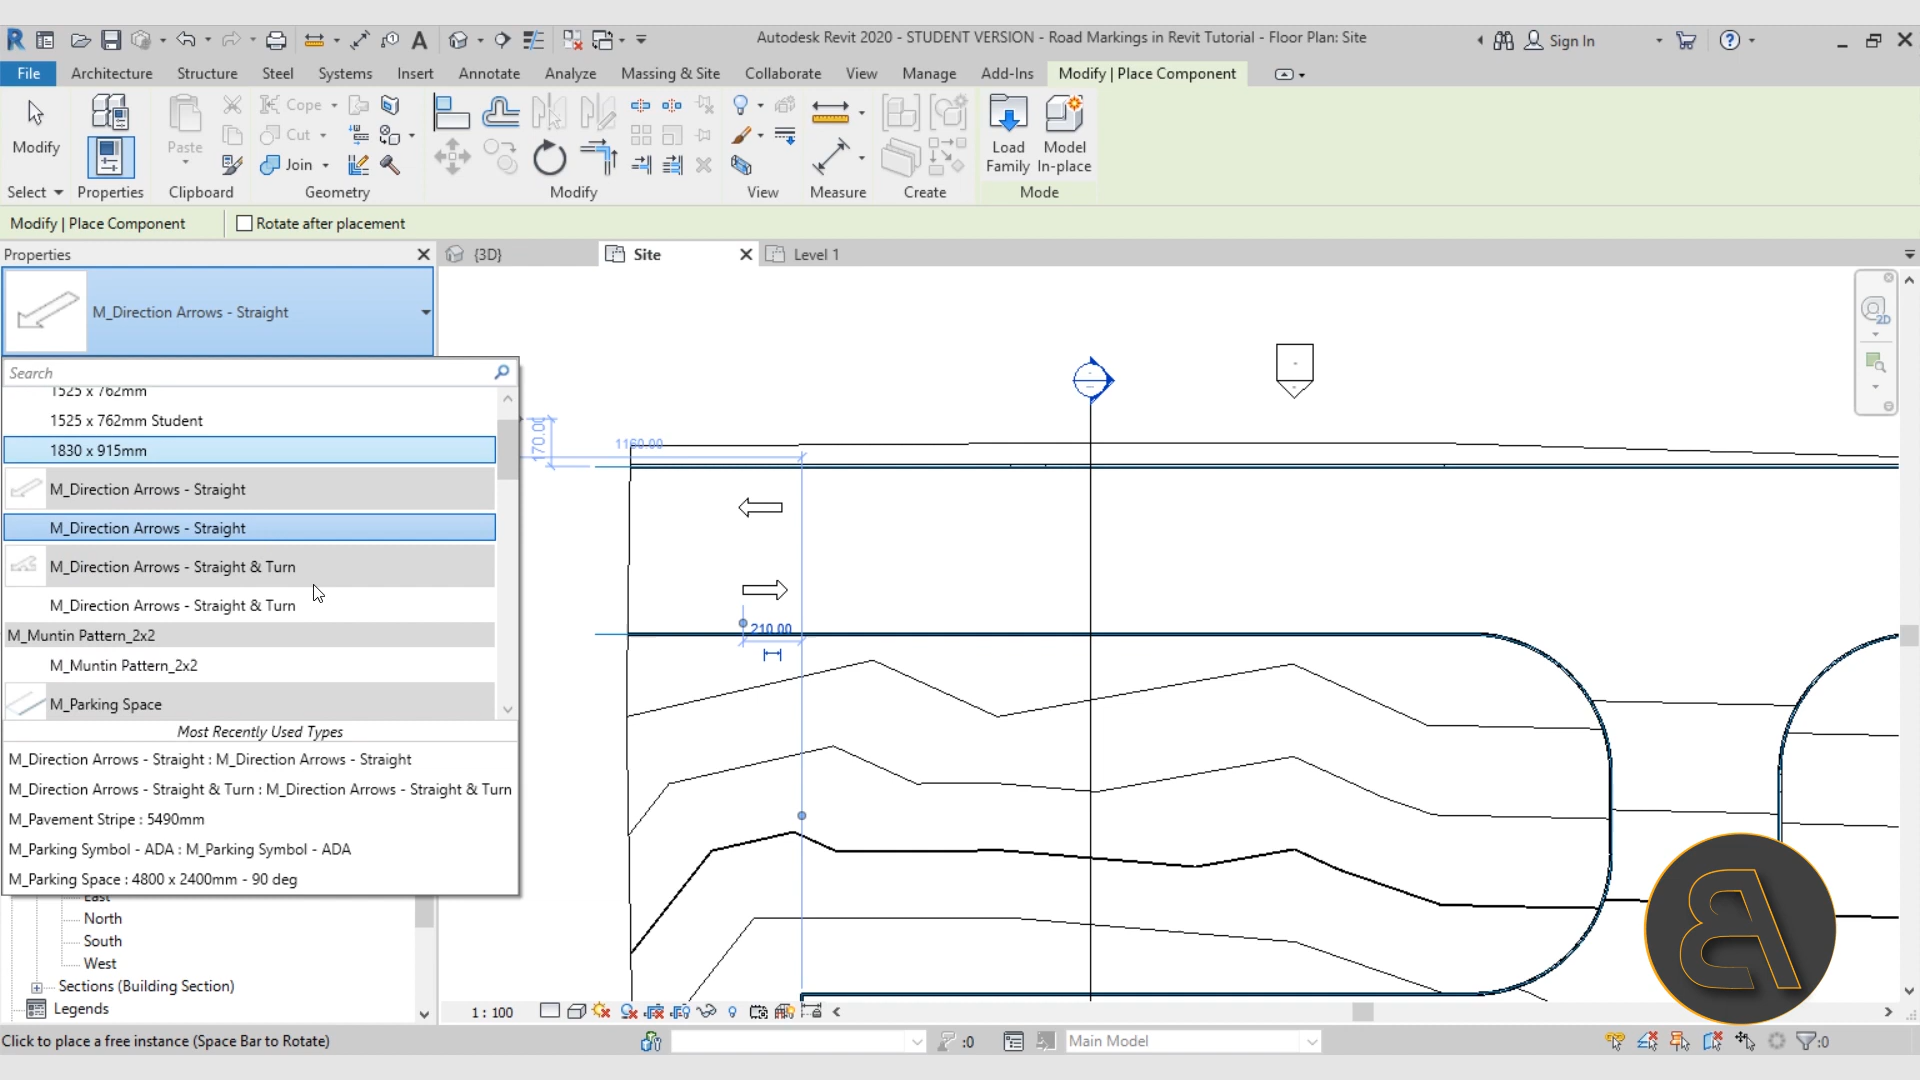 Autodesk Revit 2020 - STUDENT VERSION - Road Markings in Revit Tutorial - Floor Plan: Site
Sign In
File Architecture Structure Steel Systems Insert Annotate Analyze Massing & Site Collaborate View Manage Add-Ins Modify | Place Component
Modify
Paste
Cope
Cut
Join
Load Family
Model In-place
Select Properties Clipboard Geometry Modify View Measure Create Mode
Modify | Place Component
Rotate after placement
Properties
{3D}
Site
Level 1
M_Direction Arrows - Straight
2D
Search
1525 x 762mm
1525 x 762mm Student
1830 x 915mm
M_Direction Arrows - Straight
M_Direction Arrows - Straight
M_Direction Arrows - Straight & Turn
M_Direction Arrows - Straight & Turn
M_Muntin Pattern_2x2
M_Muntin Pattern_2x2
M_Parking Space
Most Recently Used Types
M_Direction Arrows - Straight : M_Direction Arrows - Straight
M_Direction Arrows - Straight & Turn : M_Direction Arrows - Straight & Turn
M_Pavement Stripe : 5490mm
M_Parking Symbol - ADA : M_Parking Symbol - ADA
M_Parking Space : 4800 x 2400mm - 90 deg
170.00
1160.00
210.00
East
North
South
West
Sections (Building Section)
Legends
1 : 100
Click to place a free instance (Space Bar to Rotate)
:0
Main Model
:0